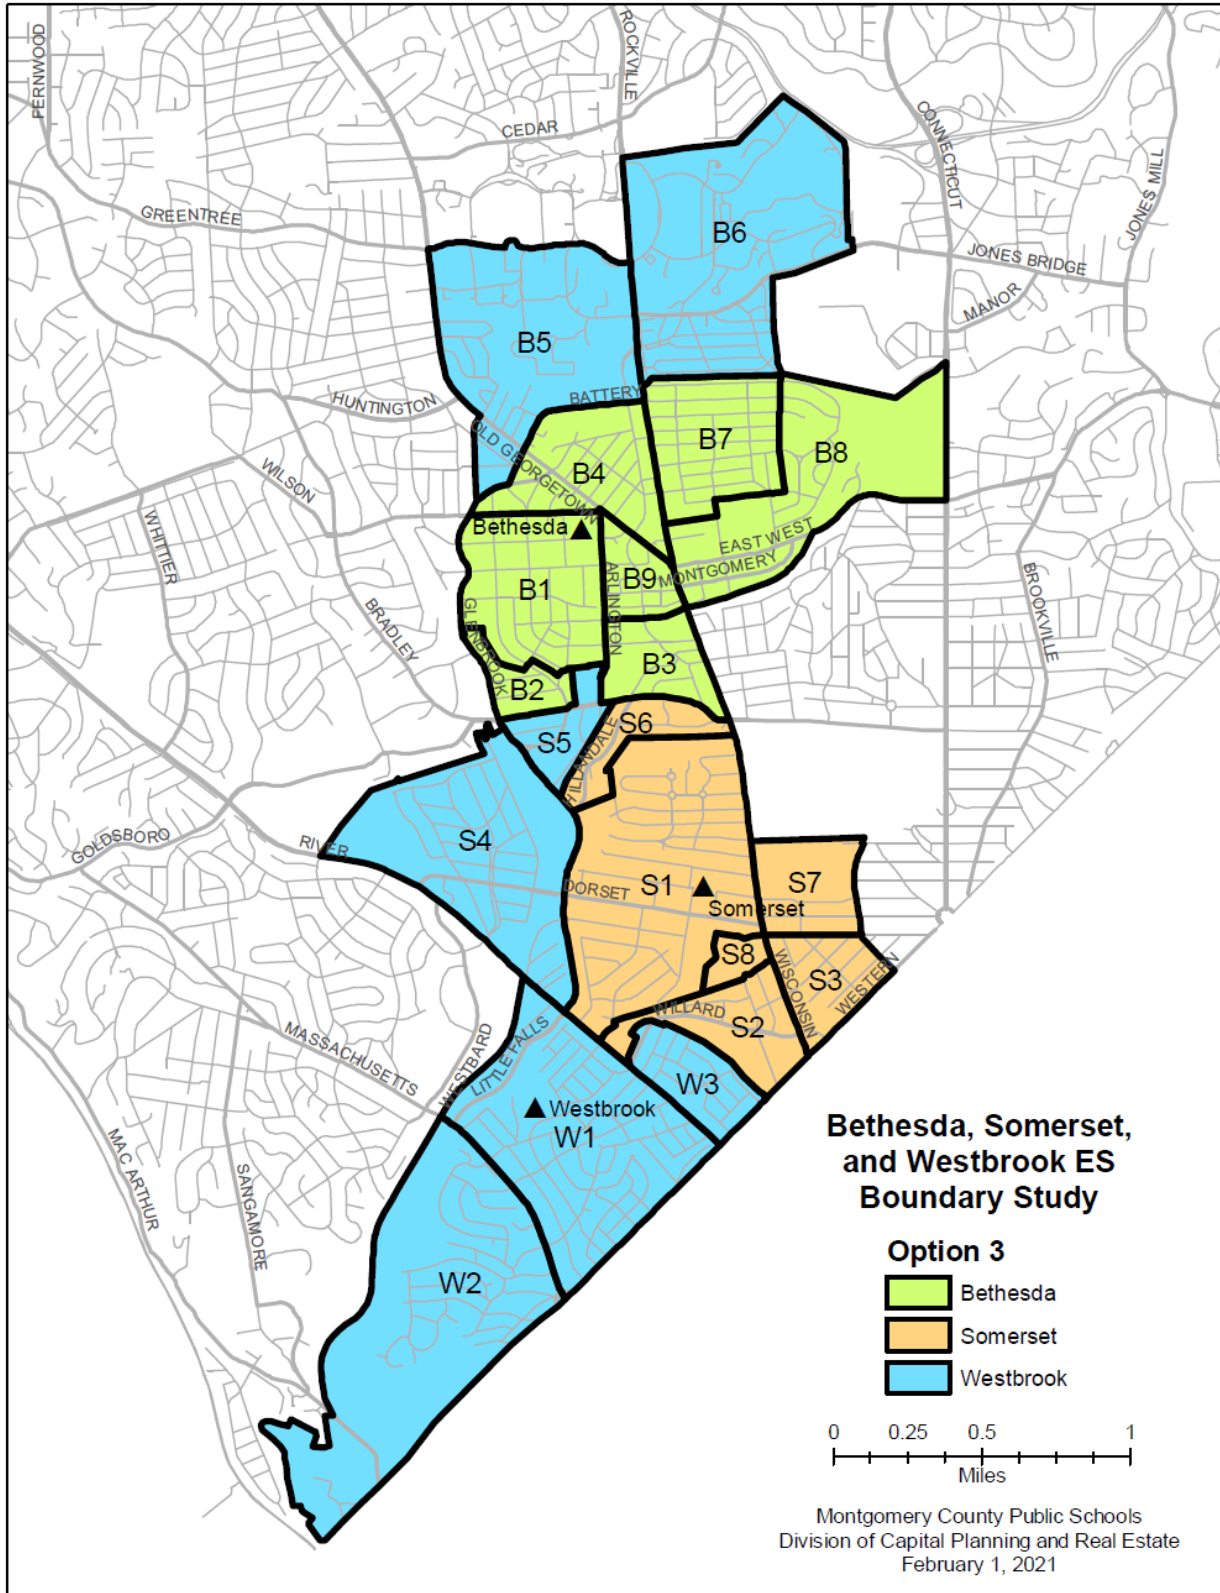 FERNWOOD
ROCKVILLE
CEDAR
CONNECTICUT
JONES MILL
GREENTREE
B6
JONES BRIDGE
MANOR
B5
BATTERY
HUNTINGTON
OLD GEORGETOWN
B7
B8
B4
WILSON
WHITTIER
Bethesda
EAST WEST
MONTGOMERY
B9
B1
ARLINGTON
BROOKVILLE
BRADLEY
GLENBROOK
B3
B2
S6
S5
HILLANDALE
GOLDSBORO
RIVER
S4
DORSET
S1
S7
Somerset
S8
WISCONSIN
S3
WESTERN
WILLARD
S2
MASSACHUSETTS
WESTBARD
LITTLE FALLS
W3
Westbrook
W1
MAC ARTHUR
SANGAMORE
W2
Bethesda, Somerset,
and Westbrook ES
Boundary Study
Option 3
Bethesda
Somerset
Westbrook
0 0.25 0.5 1
Miles
Montgomery County Public Schools
Division of Capital Planning and Real Estate
February 1, 2021